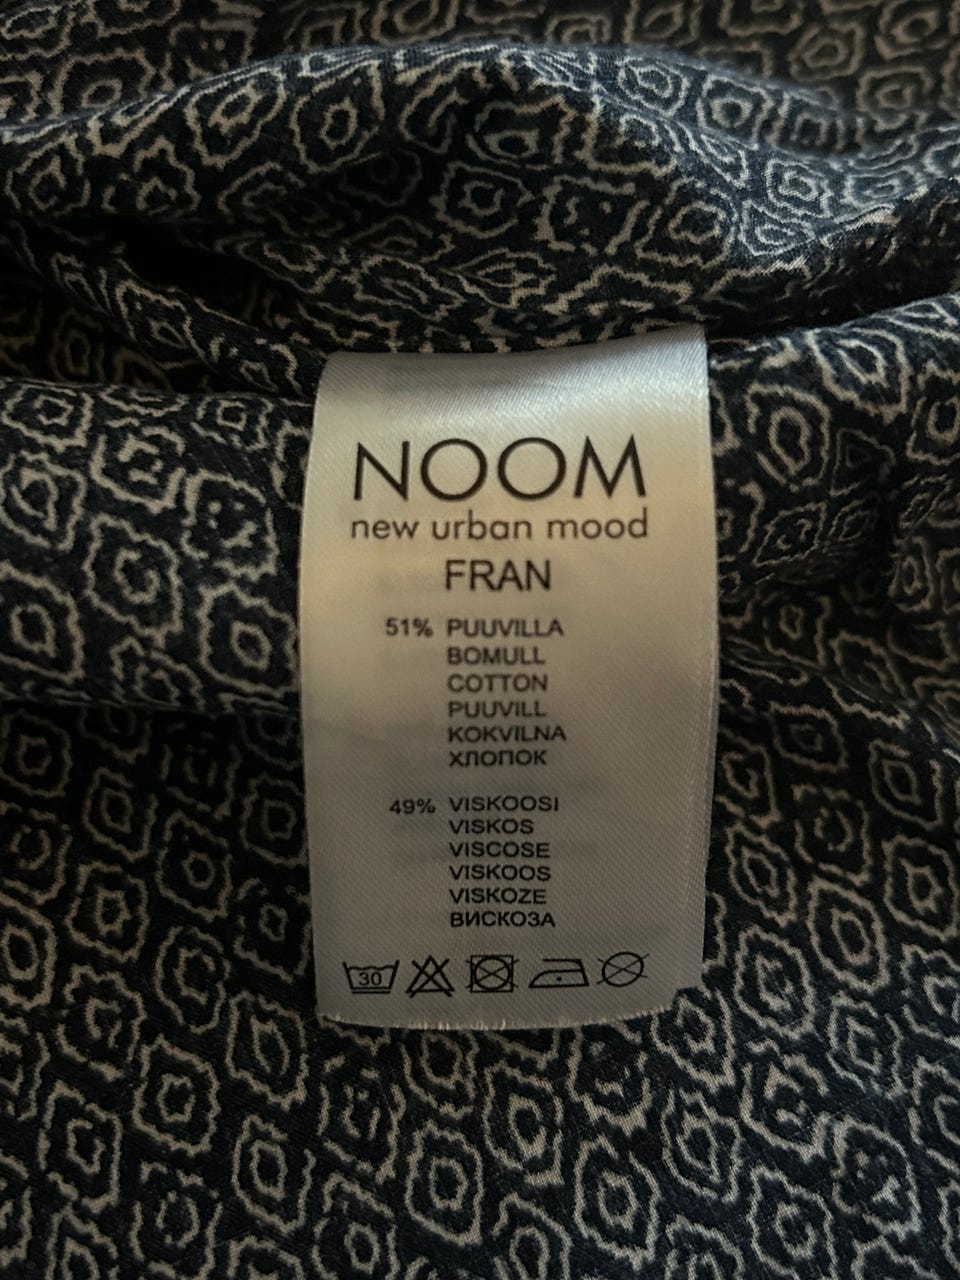 NOOM
new urban mood
FRAN
51% PUUVILLA
BOMULL
COTTON
PUUVILL
KOKVILNA
ХЛОПОК
49% VISKOOSI
VISKOS
VISCOSE
VISKOOS
VISKOZE
ВИСКОЗА
30